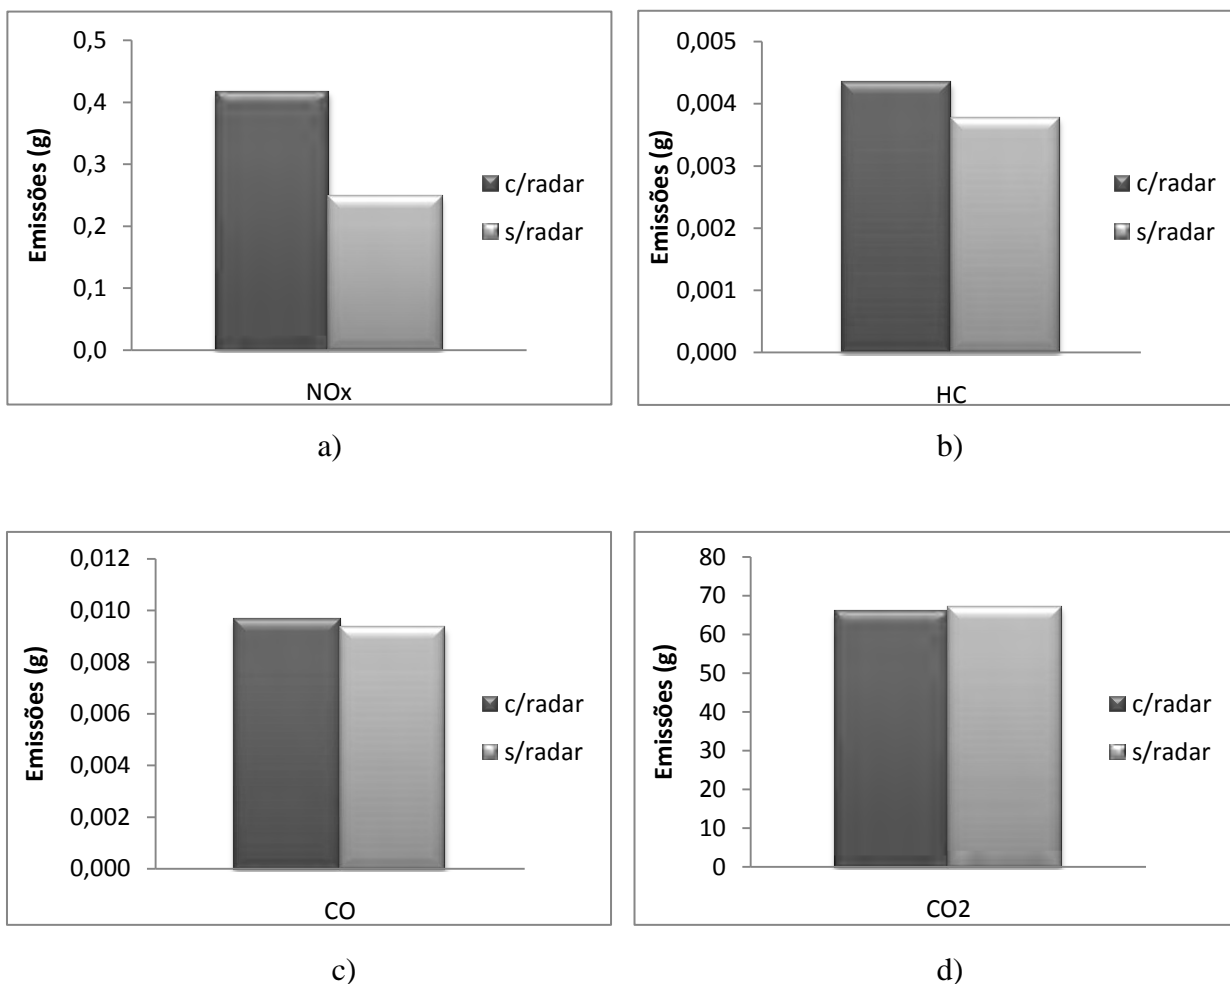 0,5
0,4
0,3
0,2
0,1
0,0
Emissões (g)
NOx
c/radar
s/radar
a)
0,005
0,004
0,003
0,002
0,001
0,000
Emissões (g)
HC
c/radar
s/radar
b)
0,012
0,010
0,008
0,006
0,004
0,002
0,000
Emissões (g)
CO
c/radar
s/radar
c)
80
70
60
50
40
30
20
10
0
Emissões (g)
CO2
c/radar
s/radar
d)